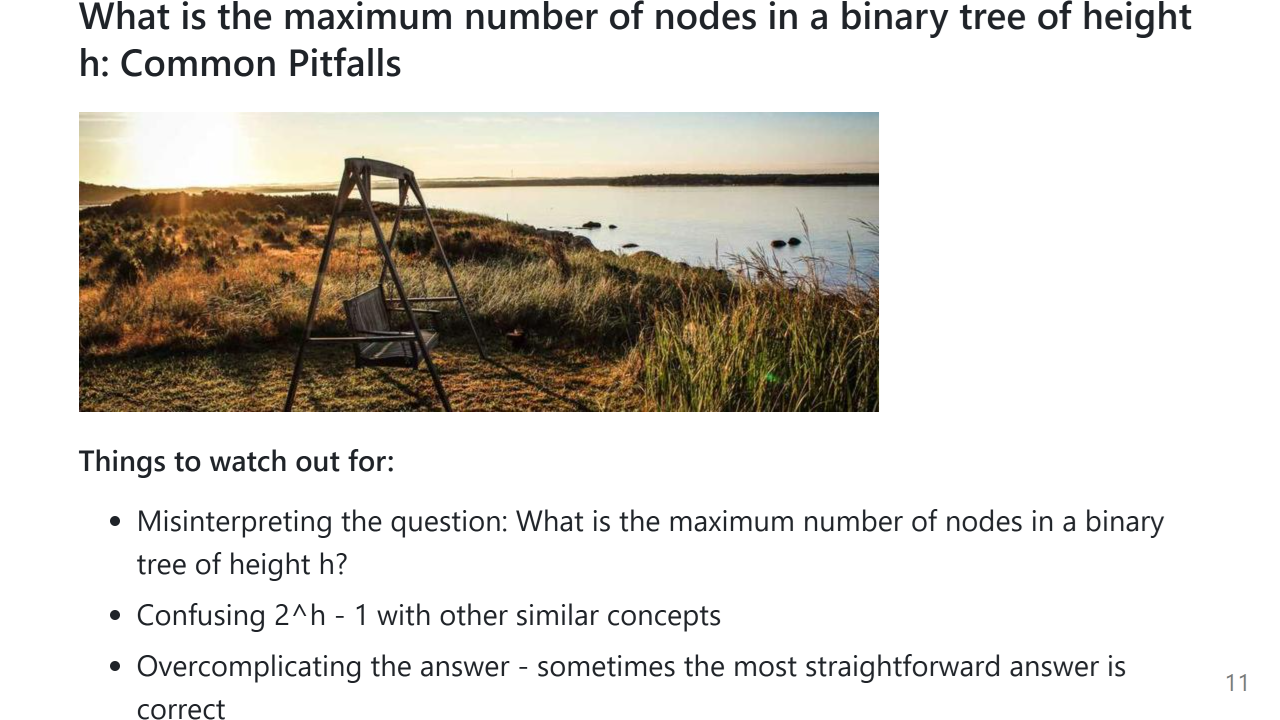 What is the maximum number of nodes in a binary tree of height
h: Common Pitfalls
Things to watch out for:
• Misinterpreting the question: What is the maximum number of nodes in a binary
tree of height h?
• Confusing 2^h - 1 with other similar concepts
• Overcomplicating the answer - sometimes the most straightforward answer is
correct
11